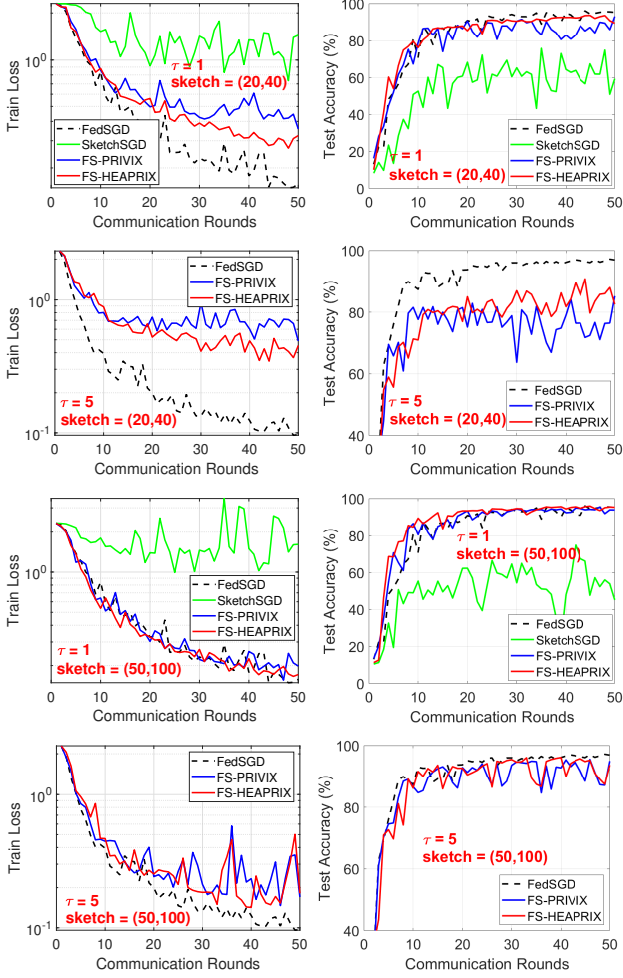 Train Loss
10^0
τ = 1
sketch = (20,40)
FedSGD
SketchSGD
FS-PRIVIX
FS-HEAPRIX
0 10 20 30 40 50
Communication Rounds
Test Accuracy (%)
100
80
60
40
20
0
τ = 1
sketch = (20,40)
FedSGD
SketchSGD
FS-PRIVIX
FS-HEAPRIX
0 10 20 30 40 50
Communication Rounds
Train Loss
10^0
10^-1
FedSGD
FS-PRIVIX
FS-HEAPRIX
τ = 5
sketch = (20,40)
0 10 20 30 40 50
Communication Rounds
Test Accuracy (%)
100
80
60
40
τ = 5
sketch = (20,40)
FedSGD
FS-PRIVIX
FS-HEAPRIX
0 10 20 30 40 50
Communication Rounds
Train Loss
10^0
FedSGD
SketchSGD
FS-PRIVIX
FS-HEAPRIX
τ = 1
sketch = (50,100)
0 10 20 30 40 50
Communication Rounds
Test Accuracy (%)
100
80
60
40
20
0
τ = 1
sketch = (50,100)
FedSGD
SketchSGD
FS-PRIVIX
FS-HEAPRIX
0 10 20 30 40 50
Communication Rounds
Train Loss
10^0
10^-1
FedSGD
FS-PRIVIX
FS-HEAPRIX
τ = 5
sketch = (50,100)
0 10 20 30 40 50
Communication Rounds
Test Accuracy (%)
100
80
60
40
τ = 5
sketch = (50,100)
FedSGD
FS-PRIVIX
FS-HEAPRIX
0 10 20 30 40 50
Communication Rounds